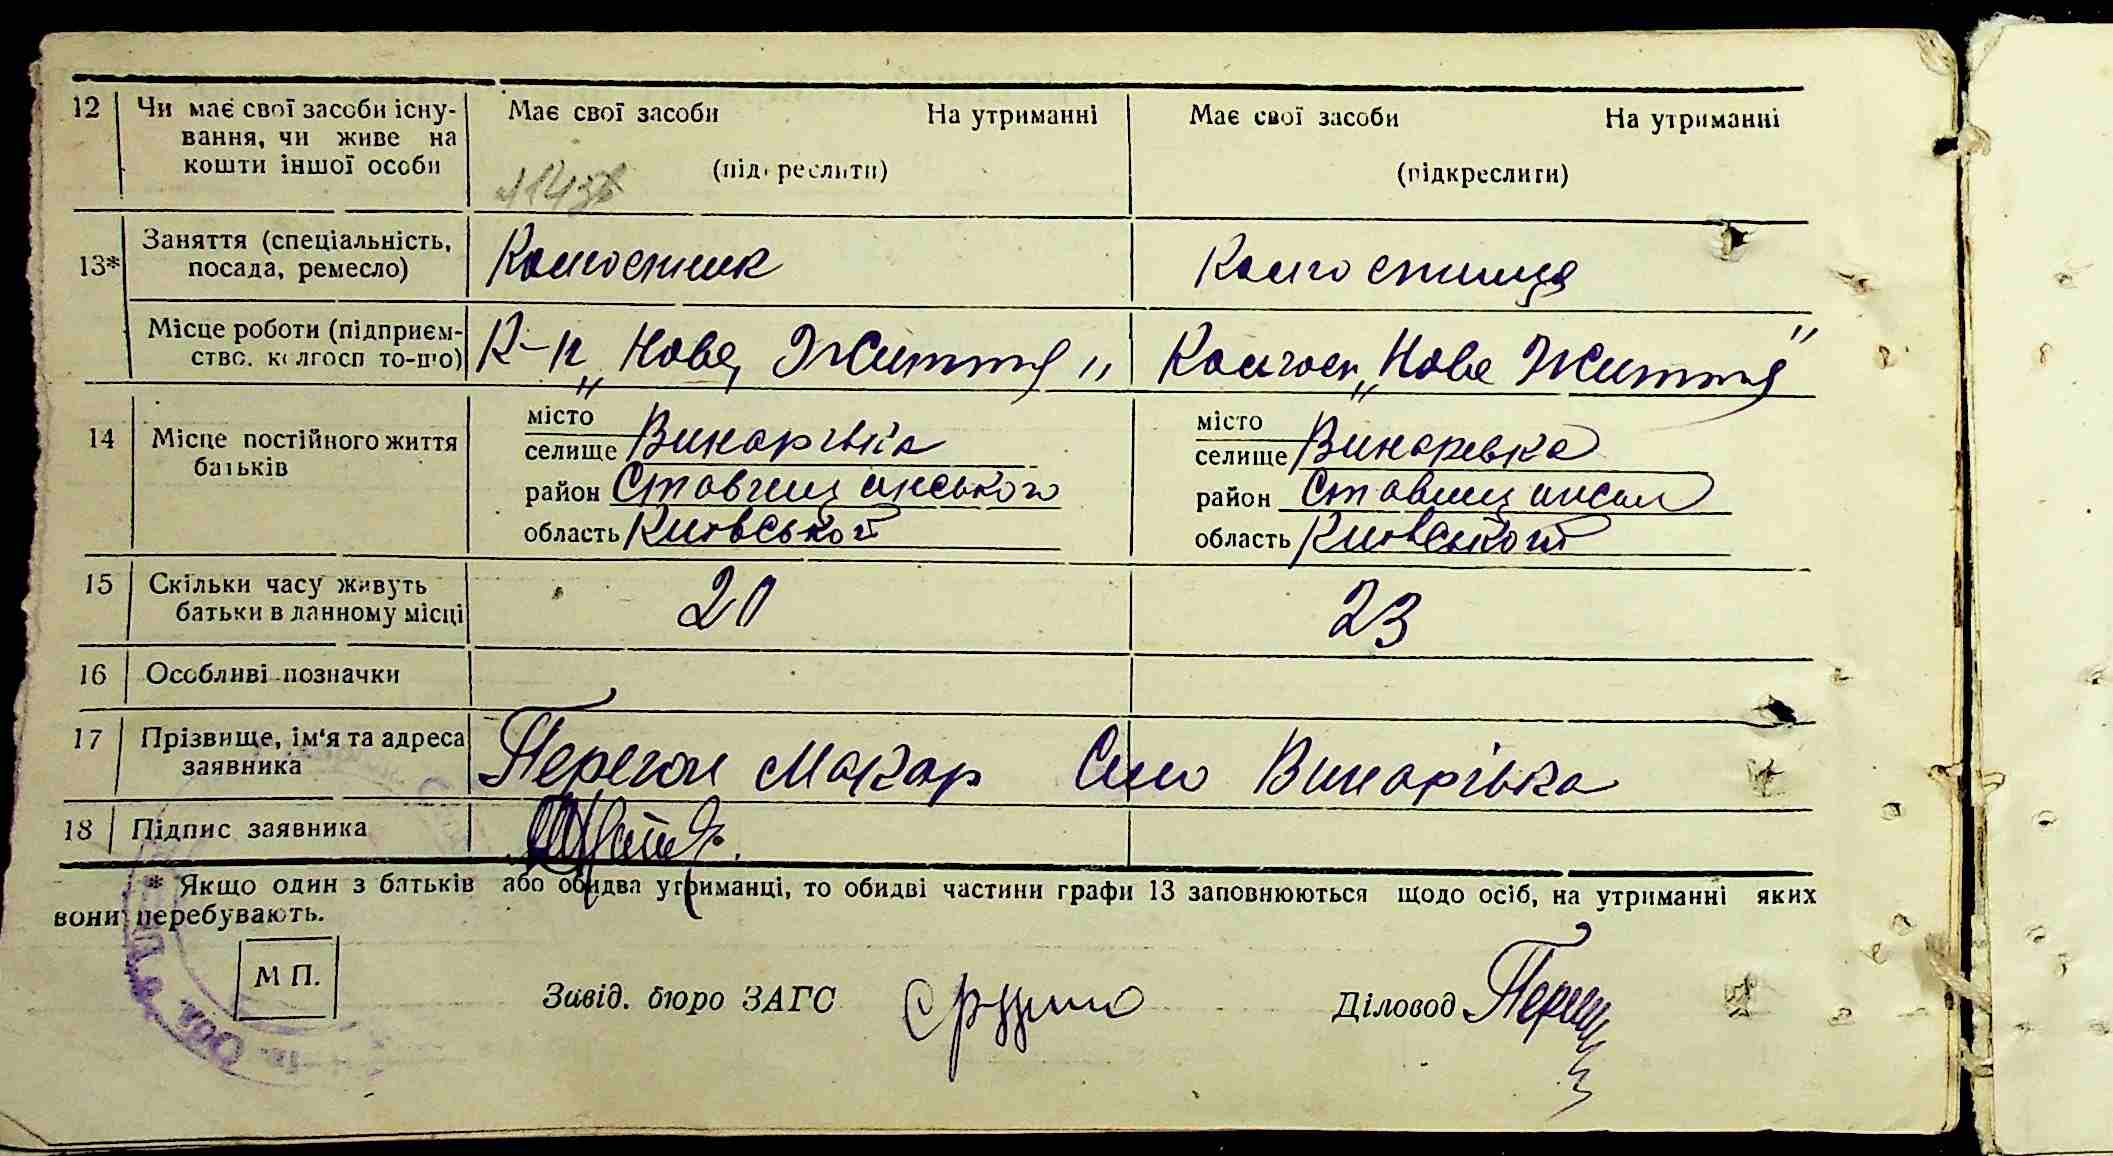 12 Чи має свої засоби існу-
вання, чи живе на
кошти іншої особи
Має свої засоби На утриманні
(підкреслити)
Має свої засоби На утриманні
(підкреслити)
13* Заняття (спеціальність,
посада, ремесло)
Колгоспник
Колгоспниця
Місце роботи (підприєм-
ство, колгосп то-що)
К-п „Нове Життя"
Колгосп „Нове Життя"
14 Місце постійного життя
батьків
місто
селище Винарівка
район Ставищанського
область Київської
місто
селище Винаревка
район Ставищанськ
область Київської
15 Скільки часу живуть
батьки в данному місці
20
23
16 Особливі позначки
17 Прізвище, ім'я та адреса
заявника
Перегон Макар Село Винарівка
18 Підпис заявника
* Якщо один з батьків або обидва утриманці, то обидві частини графи 13 заповнюються щодо осіб, на утриманні яких
вони перебувають.
М П.
Завід. бюро ЗАГС
Діловод